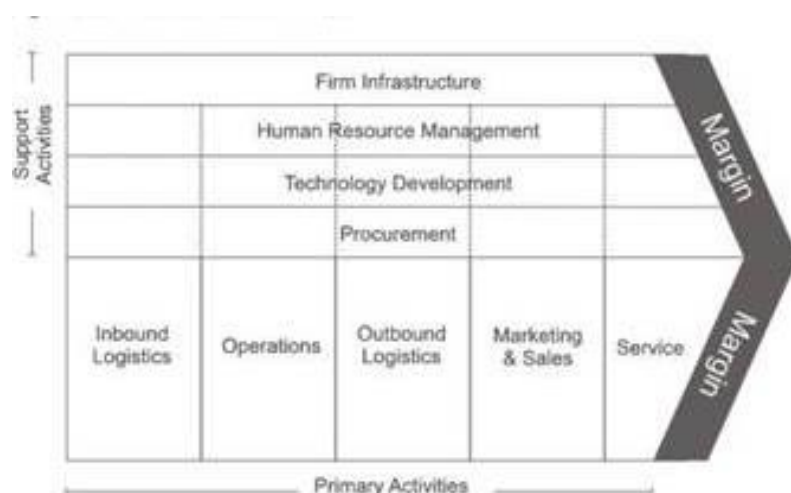 Support
Activities
Firm Infrastructure
Human Resource Management
Technology Development
Procurement
Inbound
Logistics
Operations
Outbound
Logistics
Marketing
& Sales
Service
Margin
Margin
Primary Activities